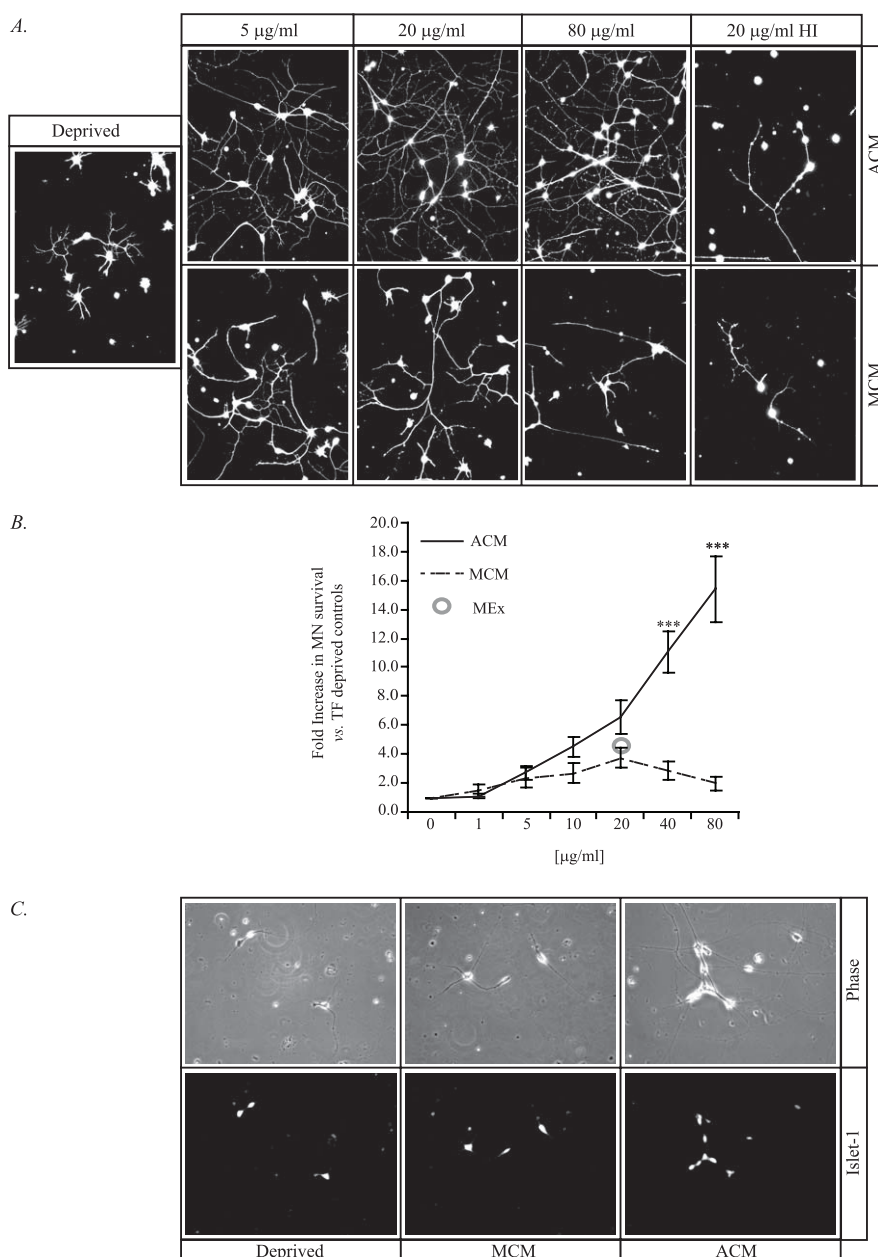 A.
5 µg/ml 20 µg/ml 80 µg/ml 20 µg/ml HI
Deprived
ACM
MCM
B.
Fold Increase in MN survival
vs. TF deprived controls
20.0
18.0
16.0
14.0
12.0
10.0
8.0
6.0
4.0
2.0
0.0
ACM
MCM
MEx
***
***
0 1 5 10 20 40 80
[µg/ml]
C.
Phase
Islet-1
Deprived MCM ACM